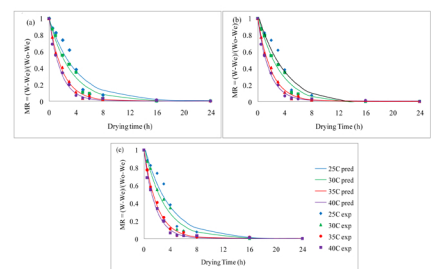 (a)
MR = (W-We)/(Wo-We)
1
0.8
0.6
0.4
0.2
0
0 4 8 12 16 20 24
Drying Time (h)
(b)
MR = (W-We)/(Wo-We)
1
0.8
0.6
0.4
0.2
0
0 4 8 12 16 20 24
Drying Time (h)
(c)
MR = (W-We)/(Wo-We)
1
0.8
0.6
0.4
0.2
0
0 4 8 12 16 20 24
Drying Time (h)
25C pred
30C pred
35C pred
40C pred
25C exp
30C exp
35C exp
40C exp